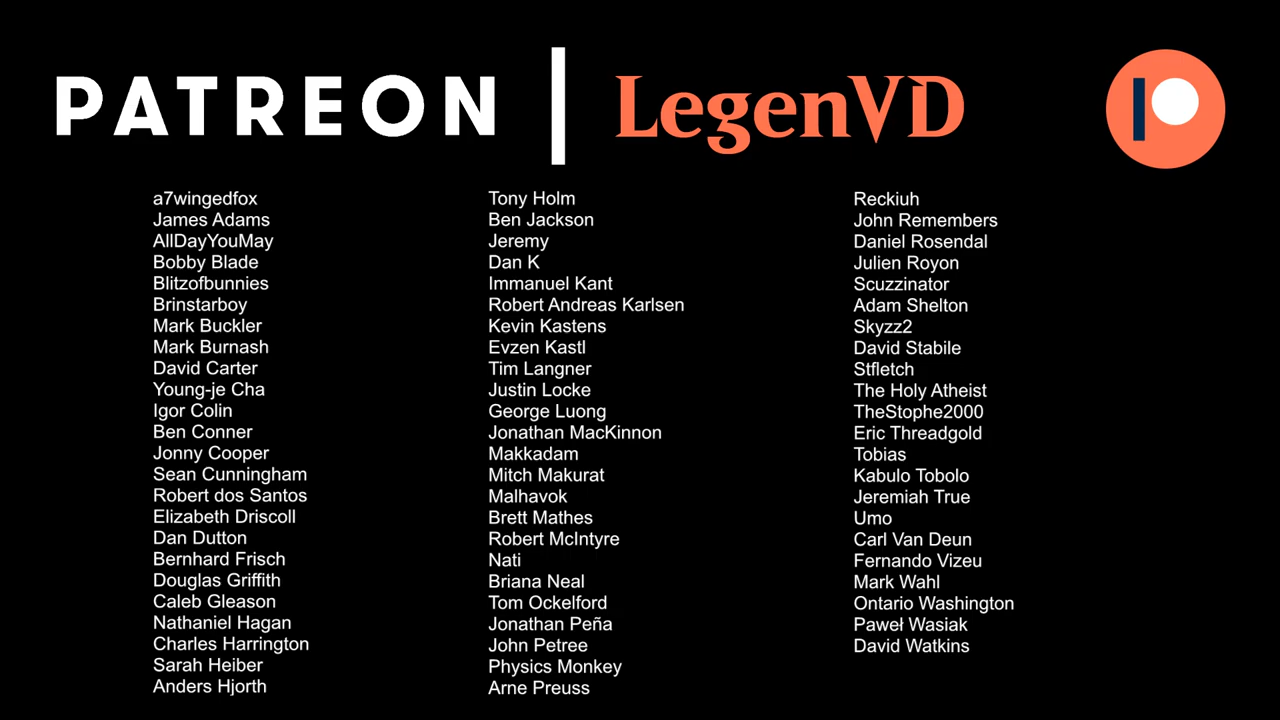 PATREON | LegenVD
a7wingedfox
James Adams
AllDayYouMay
Bobby Blade
Blitzofbunnies
Brinstarboy
Mark Buckler
Mark Burnash
David Carter
Young-je Cha
Igor Colin
Ben Conner
Jonny Cooper
Sean Cunningham
Robert dos Santos
Elizabeth Driscoll
Dan Dutton
Bernhard Frisch
Douglas Griffith
Caleb Gleason
Nathaniel Hagan
Charles Harrington
Sarah Heiber
Anders Hjorth
Tony Holm
Ben Jackson
Jeremy
Dan K
Immanuel Kant
Robert Andreas Karlsen
Kevin Kastens
Evzen Kastl
Tim Langner
Justin Locke
George Luong
Jonathan MacKinnon
Makkadam
Mitch Makurat
Malhavok
Brett Mathes
Robert McIntyre
Nati
Briana Neal
Tom Ockelford
Jonathan Peña
John Petree
Physics Monkey
Arne Preuss
Reckiuh
John Remembers
Daniel Rosendal
Julien Royon
Scuzzinator
Adam Shelton
Skyzz2
David Stabile
Stfletch
The Holy Atheist
TheStophe2000
Eric Threadgold
Tobias
Kabulo Tobolo
Jeremiah True
Umo
Carl Van Deun
Fernando Vizeu
Mark Wahl
Ontario Washington
Paweł Wasiak
David Watkins